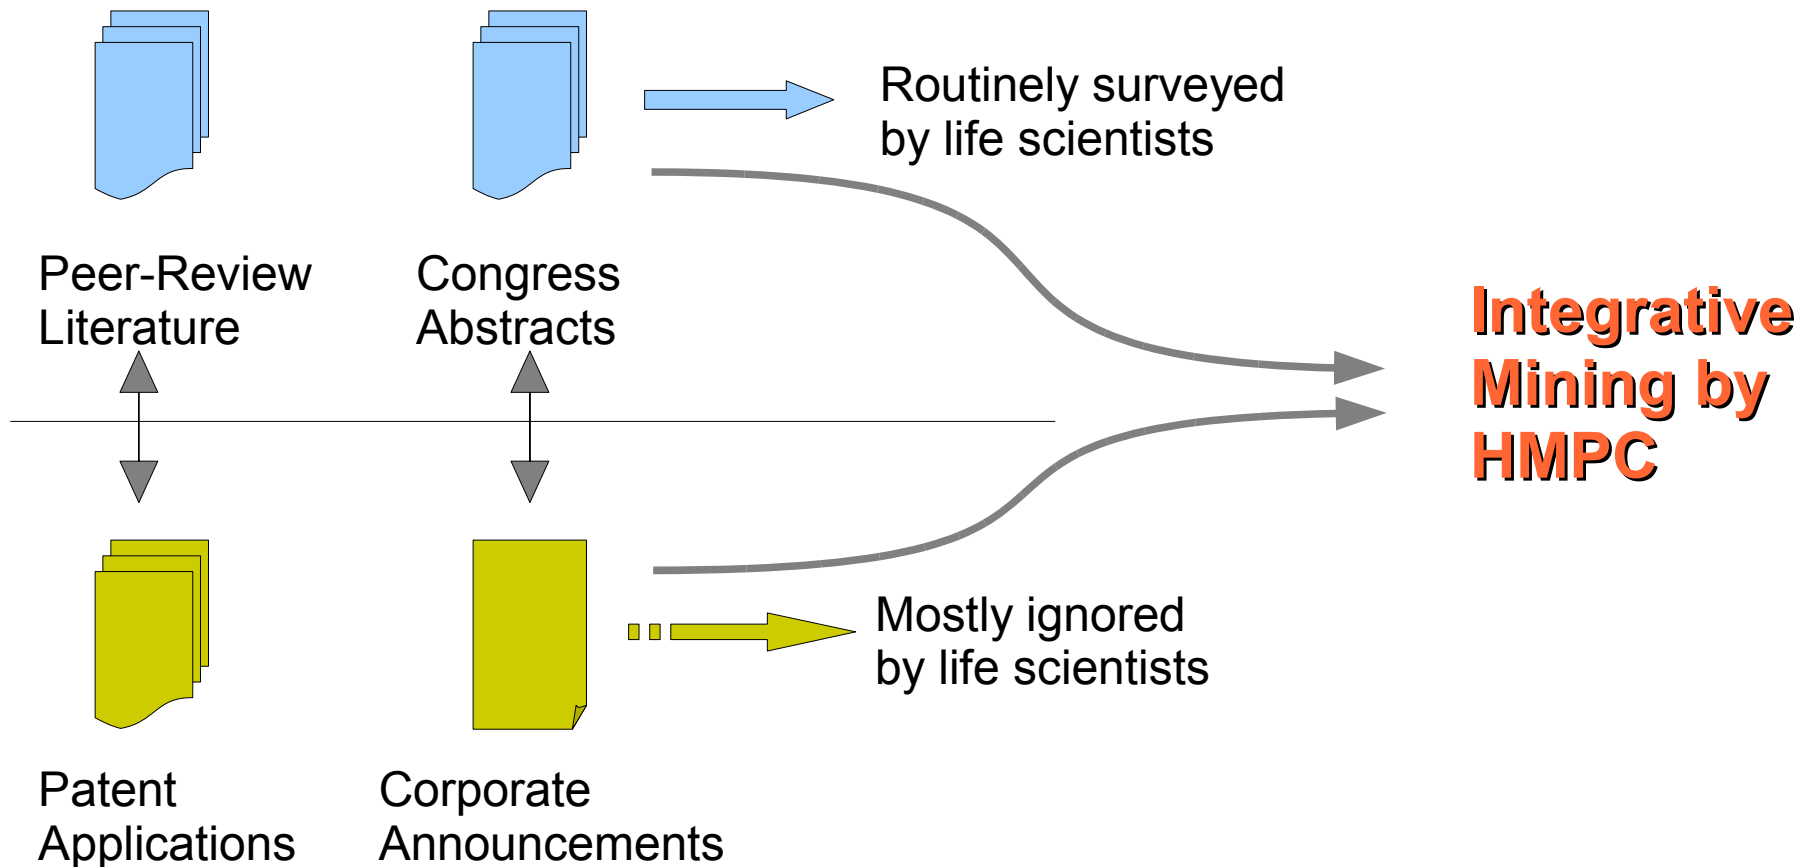 Routinely surveyed
by life scientists
Peer-Review
Literature
Congress
Abstracts
Integrative
Mining by
HMPC
Mostly ignored
by life scientists
Patent
Applications
Corporate
Announcements